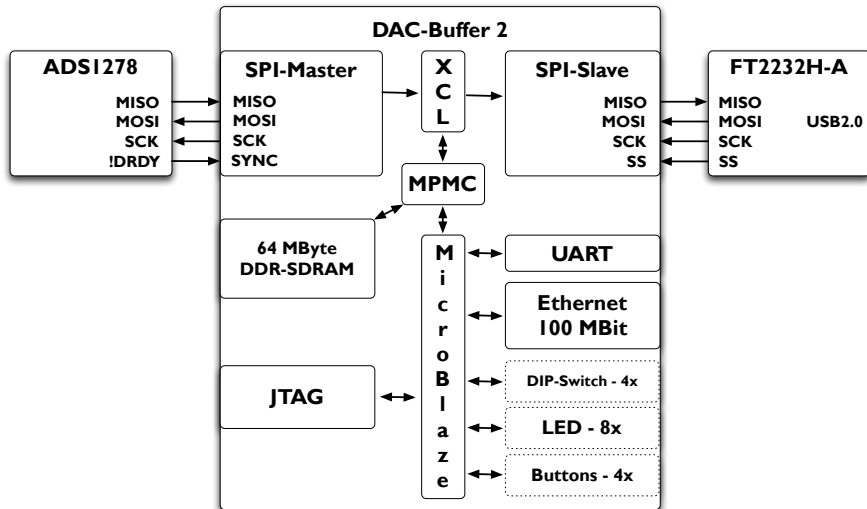 DAC-Buffer 2
ADS1278
MISO
MOSI
SCK
!DRDY
SPI-Master
MISO
MOSI
SCK
SYNC
XCL
SPI-Slave
MISO
MOSI
SCK
SS
FT2232H-A
MISO
MOSI USB2.0
SCK
SS
MPMC
64 MByte
DDR-SDRAM
MicroBlaze
UART
Ethernet
100 MBit
JTAG
DIP-Switch - 4x
LED - 8x
Buttons - 4x